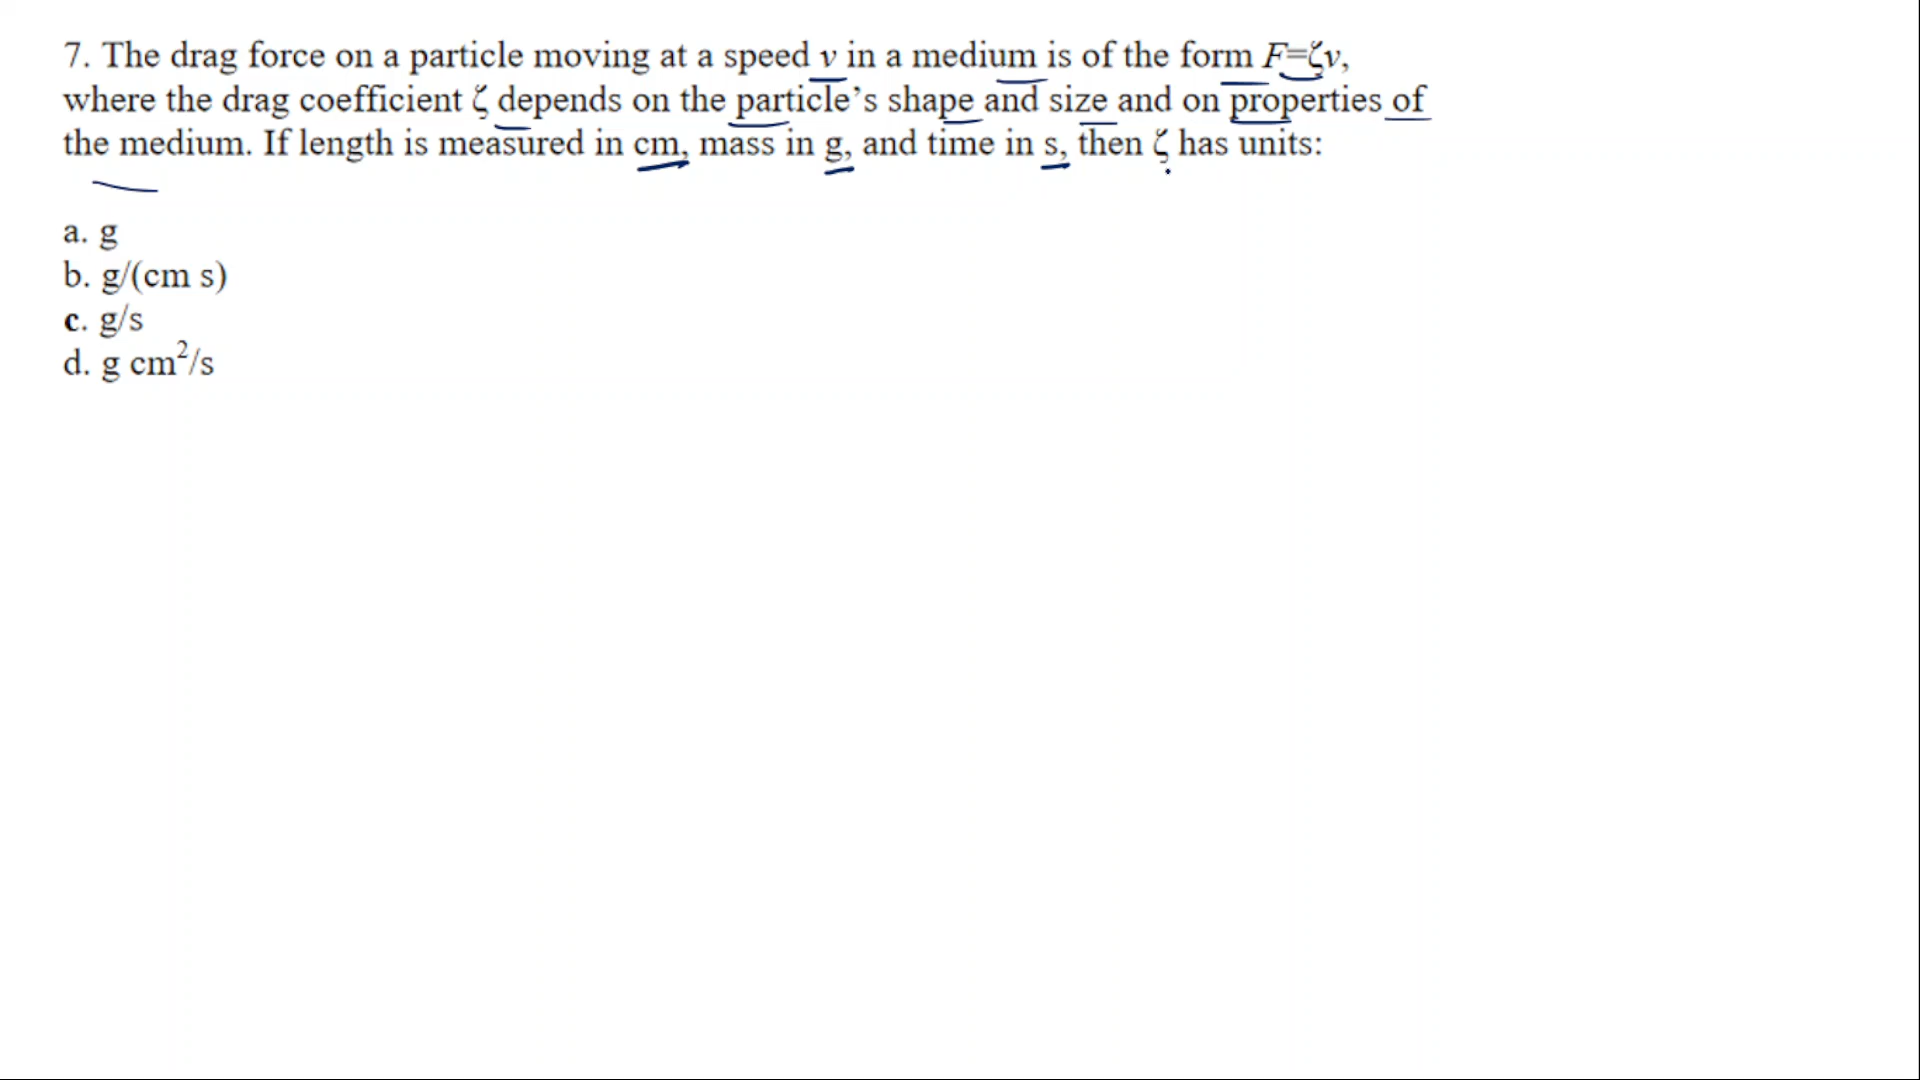 7. The drag force on a particle moving at a speed v in a medium is of the form F=ζv,
where the drag coefficient ζ depends on the particle’s shape and size and on properties of
the medium. If length is measured in cm, mass in g, and time in s, then ζ has units:
a. g
b. g/(cm s)
c. g/s
d. g cm²/s